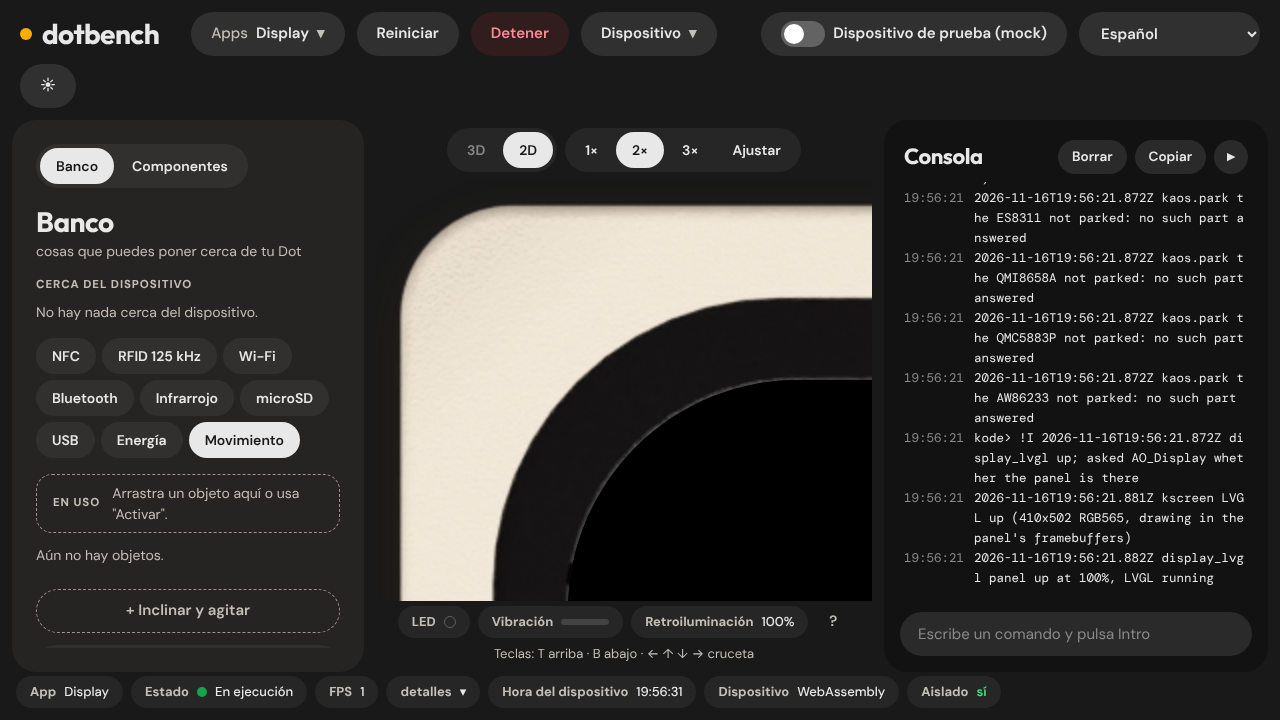 dotbench
Apps Display ▾
Reiniciar
Detener
Dispositivo ▾
Dispositivo de prueba (mock)
Español
Banco
Componentes
Banco
cosas que puedes poner cerca de tu Dot
CERCA DEL DISPOSITIVO
No hay nada cerca del dispositivo.
NFC
RFID 125 kHz
Wi-Fi
Bluetooth
Infrarrojo
microSD
USB
Energía
Movimiento
EN USO
Arrastra un objeto aquí o usa
"Activar".
Aún no hay objetos.
+ Inclinar y agitar
3D
2D
1×
2×
3×
Ajustar
LED
Vibración
Retroiluminación 100%
?
Teclas: T arriba · B abajo · ← ↑ ↓ → cruceta
Consola
Borrar
Copiar
19:56:21 2026-11-16T19:56:21.872Z kaos.park t
he ES8311 not parked: no such part a
nswered
19:56:21 2026-11-16T19:56:21.872Z kaos.park t
he QMI8658A not parked: no such part
answered
19:56:21 2026-11-16T19:56:21.872Z kaos.park t
he QMC5883P not parked: no such part
answered
19:56:21 2026-11-16T19:56:21.872Z kaos.park t
he AW86233 not parked: no such part
answered
19:56:21 kode> !I 2026-11-16T19:56:21.872Z di
splay_lvgl up; asked AO_Display whet
her the panel is there
19:56:21 2026-11-16T19:56:21.881Z kscreen LVG
L up (410x502 RGB565, drawing in the
panel's framebuffers)
19:56:21 2026-11-16T19:56:21.882Z display_lvg
l panel up at 100%, LVGL running
Escribe un comando y pulsa Intro
App Display
Estado En ejecución
FPS 1
detalles ▾
Hora del dispositivo 19:56:31
Dispositivo WebAssembly
Aislado sí